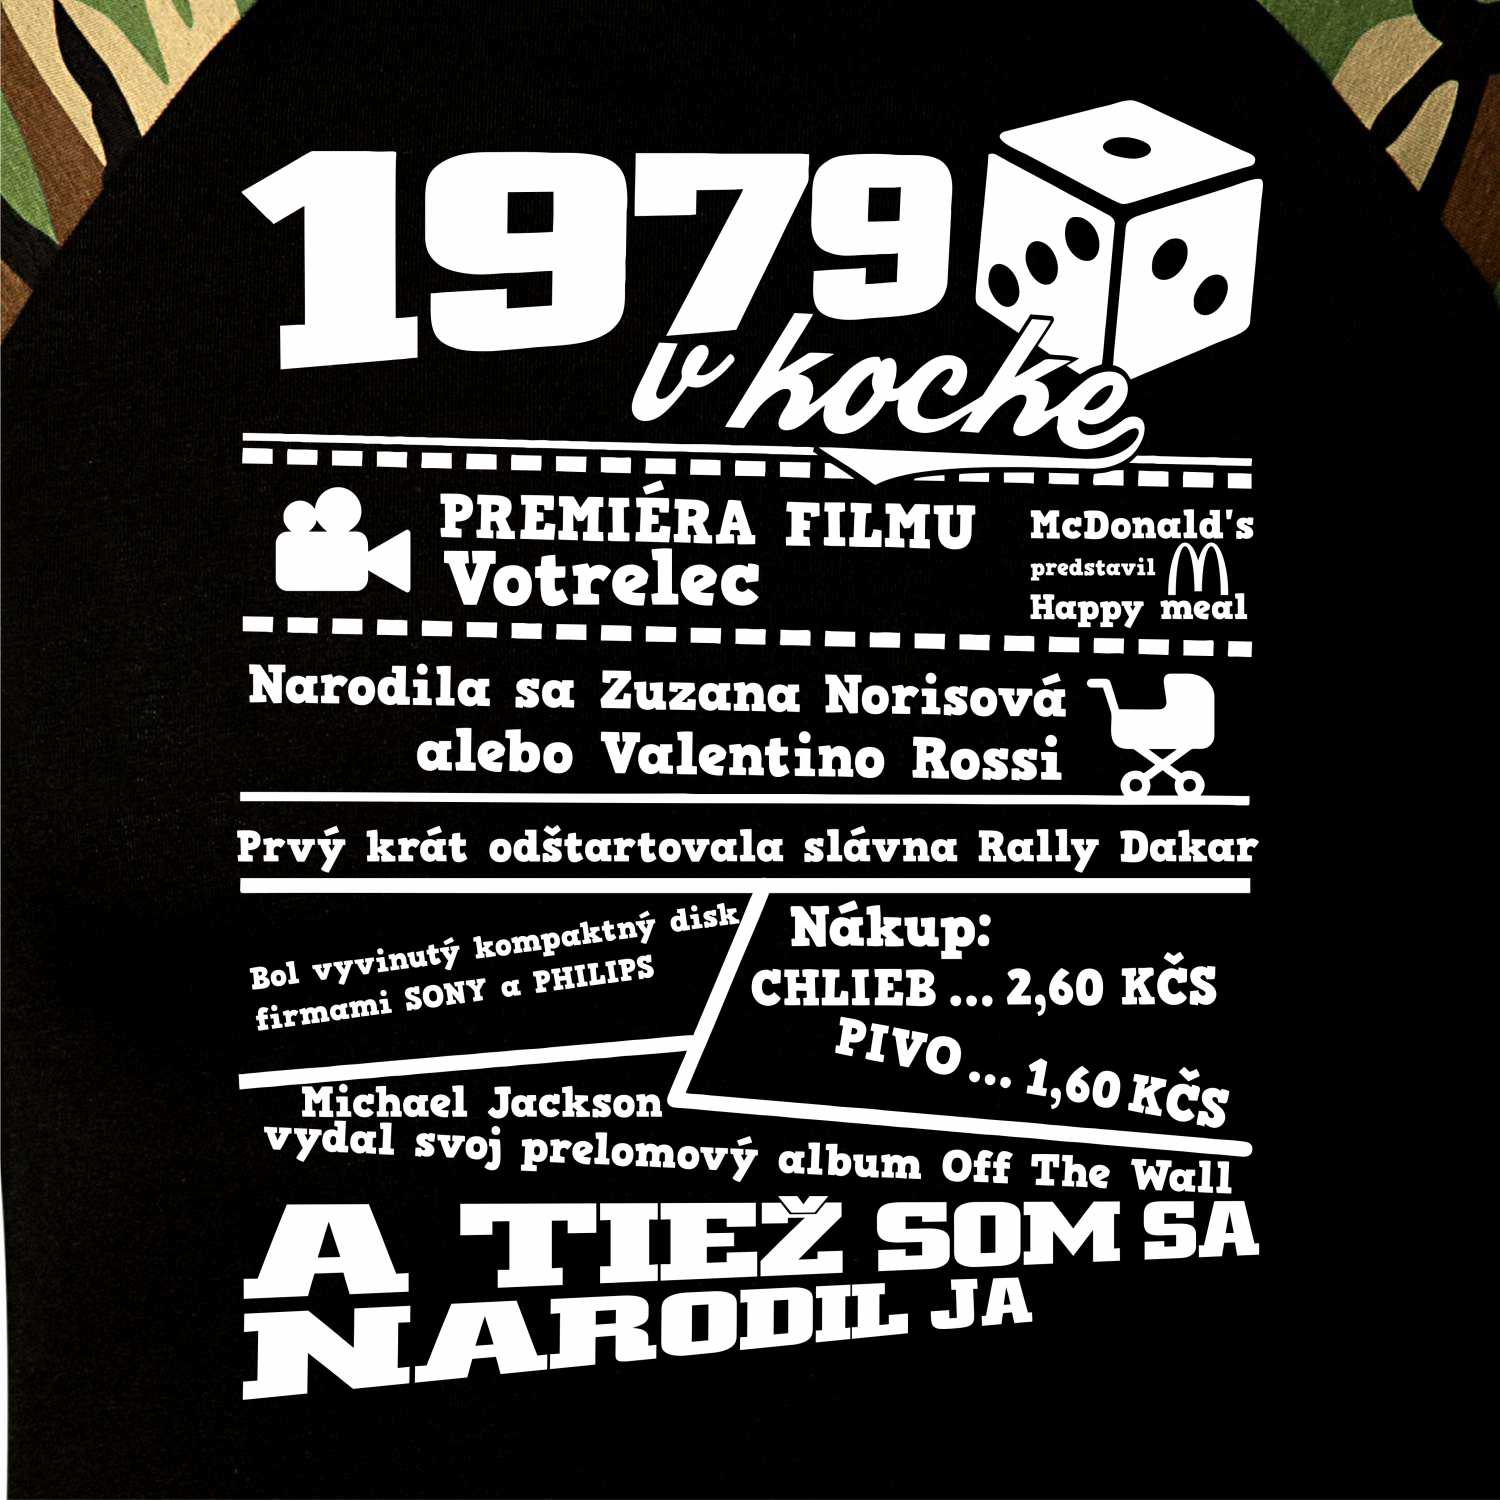 1979
v kocke
PREMIÉRA FILMU
Votrelec
McDonald's
predstavil
Happy meal
Narodila sa Zuzana Norisová
alebo Valentino Rossi
Prvý krát odštartovala slávna Rally Dakar
Bol vyvinutý kompaktný disk
firmami SONY a PHILIPS
Nákup:
CHLIEB ... 2,60 KČS
PIVO ... 1,60 KČS
Michael Jackson
vydal svoj prelomový album Off The Wall
A TIEŽ SOM SA
NARODIL JA